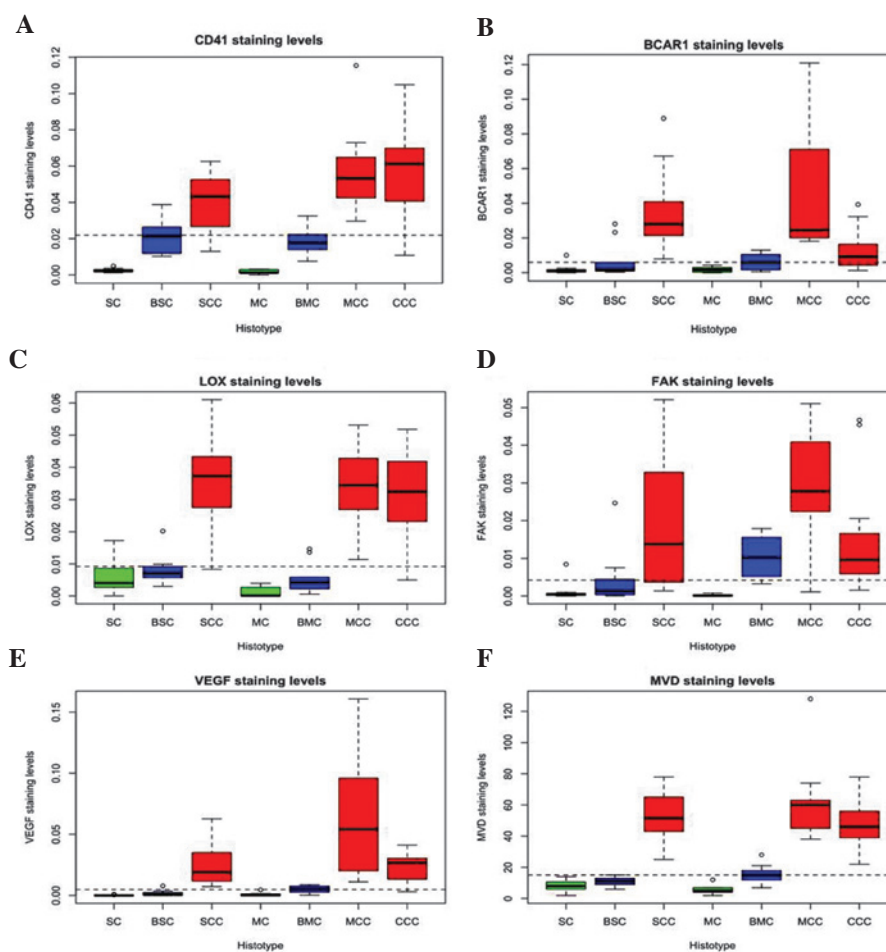 A
CD41 staining levels
CD41 staining levels
0.00
0.02
0.04
0.06
0.08
0.10
0.12
SC BSC SCC MC BMC MCC CCC
Histotype
B
BCAR1 staining levels
BCAR1 staining levels
0.00
0.02
0.04
0.06
0.08
0.10
0.12
SC BSC SCC MC BMC MCC CCC
Histotype
C
LOX staining levels
LOX staining levels
0.00
0.01
0.02
0.03
0.04
0.05
0.06
SC BSC SCC MC BMC MCC CCC
Histotype
D
FAK staining levels
FAK staining levels
0.00
0.01
0.02
0.03
0.04
0.05
SC BSC SCC MC BMC MCC CCC
Histotype
E
VEGF staining levels
VEGF staining levels
0.00
0.05
0.10
0.15
SC BSC SCC MC BMC MCC CCC
Histotype
F
MVD staining levels
MVD staining levels
0
20
40
60
80
100
120
SC BSC SCC MC BMC MCC CCC
Histotype